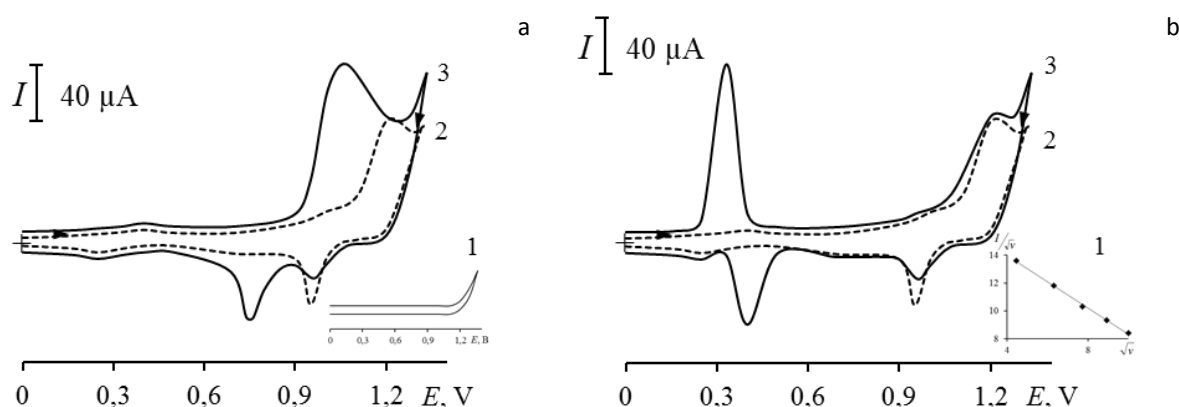 a
I 40 µA
3
2
1
0 0,3 0,6 0,9 1,2 E, В
0 0,3 0,6 0,9 1,2 E, V
b
I 40 µA
3
2
1
I/√v
14
12
10
8
4 8 √v
0 0,3 0,6 0,9 1,2 E, V